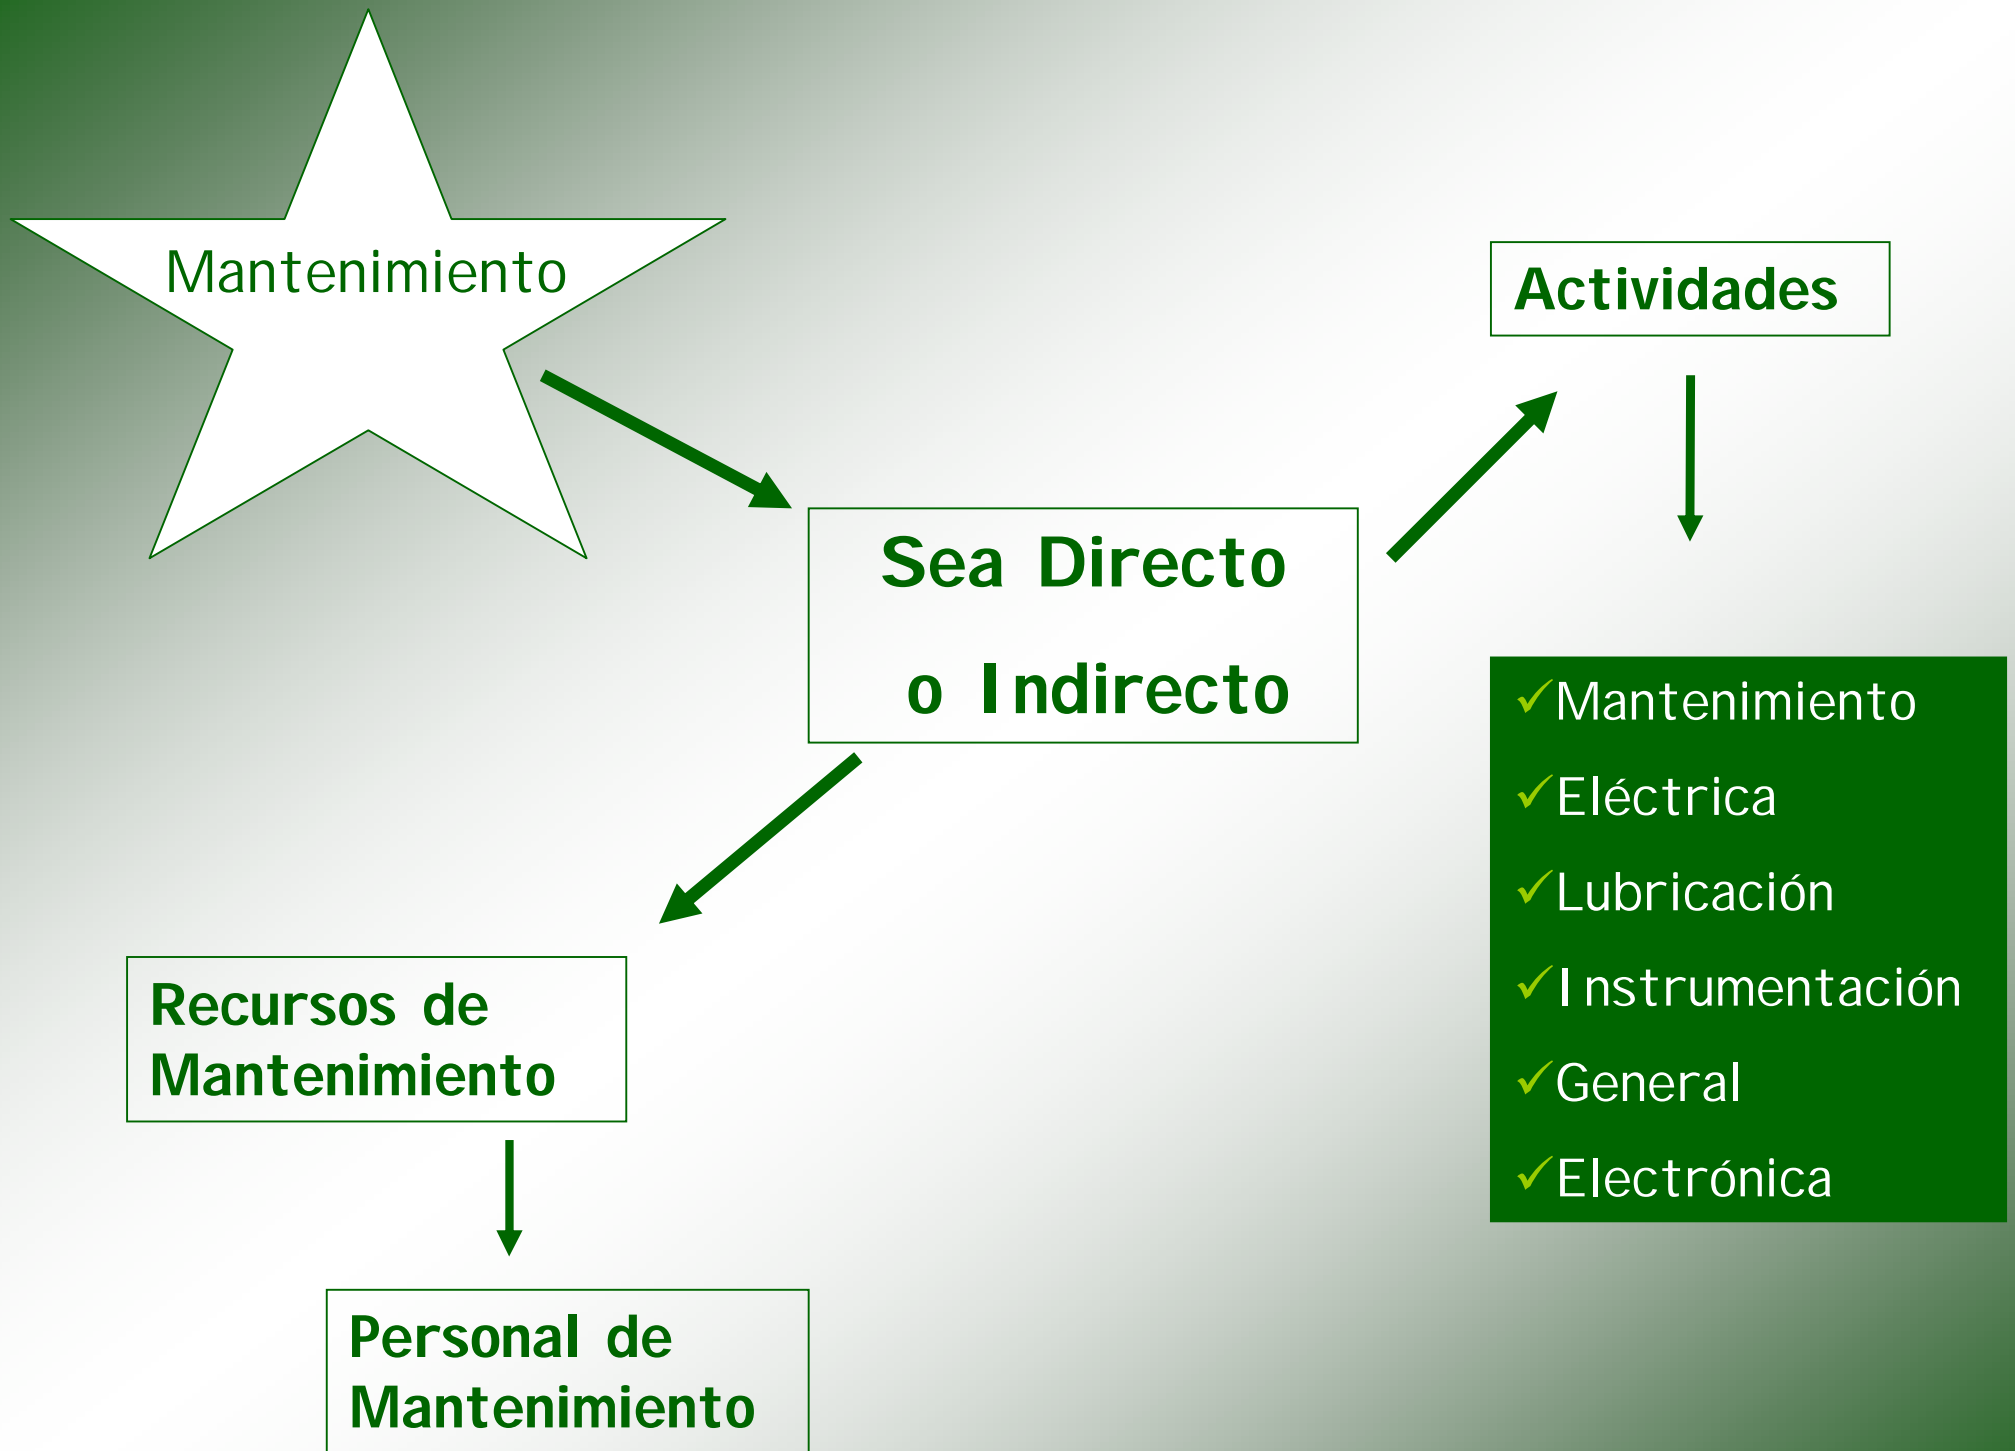 Mantenimiento
Actividades
Sea Directo
o Indirecto
✓Mantenimiento
✓Eléctrica
✓Lubricación
✓Instrumentación
✓General
✓Electrónica
Recursos de
Mantenimiento
Personal de
Mantenimiento